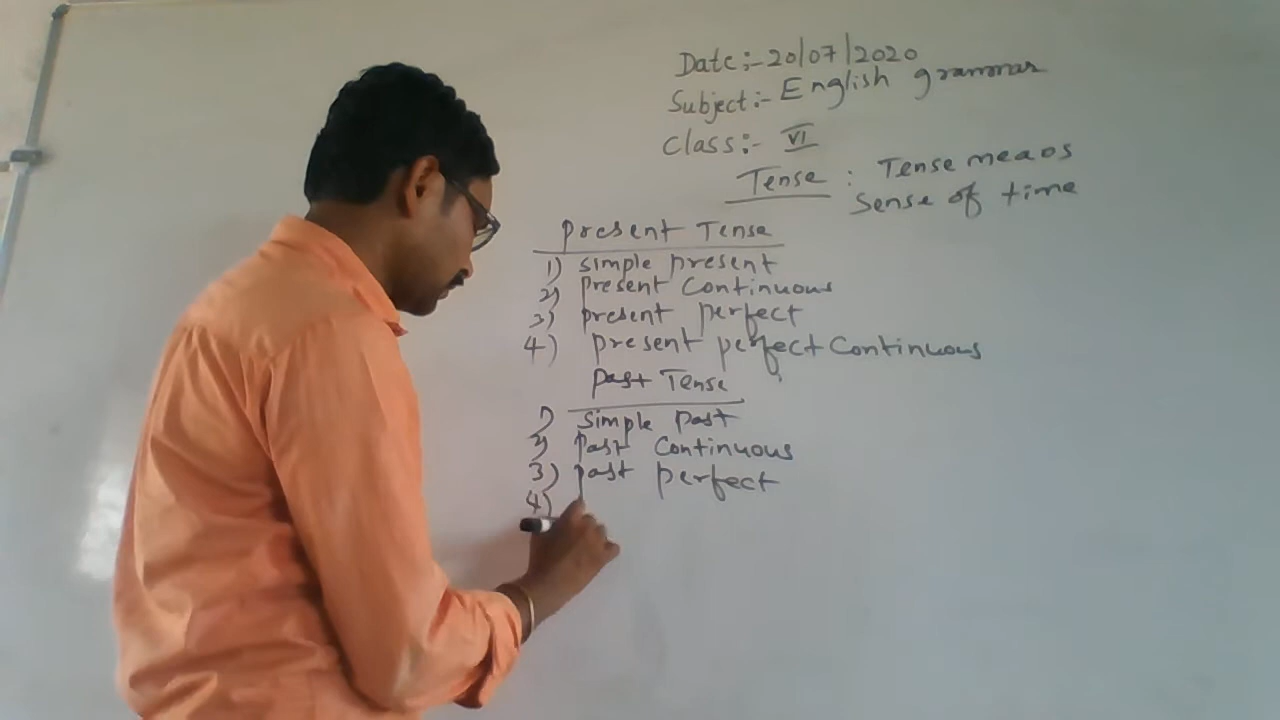 Date:- 20/07/2020
Subject:- English grammar
Class:- VI
Tense : Tense means
Sense of time
Present Tense
1) simple present
2) present Continuous
3) present perfect
4) present perfect Continuous
Past Tense
1) Simple past
2) past Continuous
3) past perfect
4)